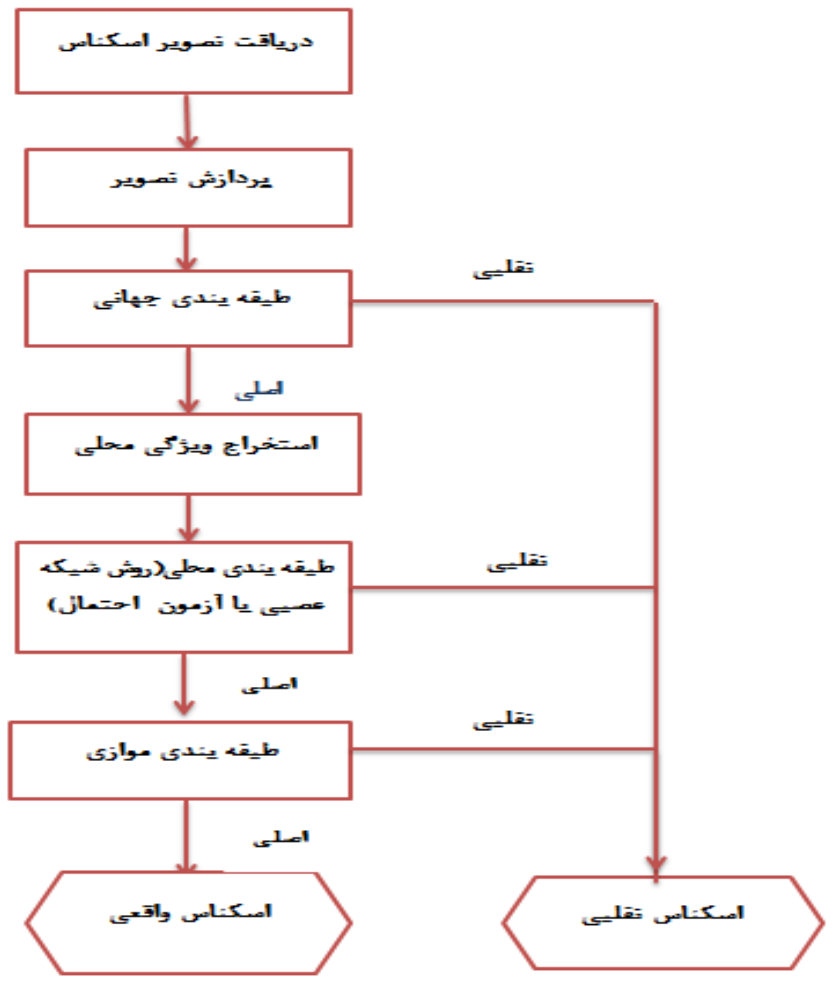 دریافت تصویر اسکناس
پردازش تصویر
تقلبی
طبقه بندی جهانی
اصلی
استخراج ویژگی محلی
طبقه بندی محلی(روش شبکه
عصبی یا آزمون احتمال)
تقلبی
اصلی
تقلبی
طبقه بندی موازی
اصلی
اسکناس واقعی
اسکناس تقلبی